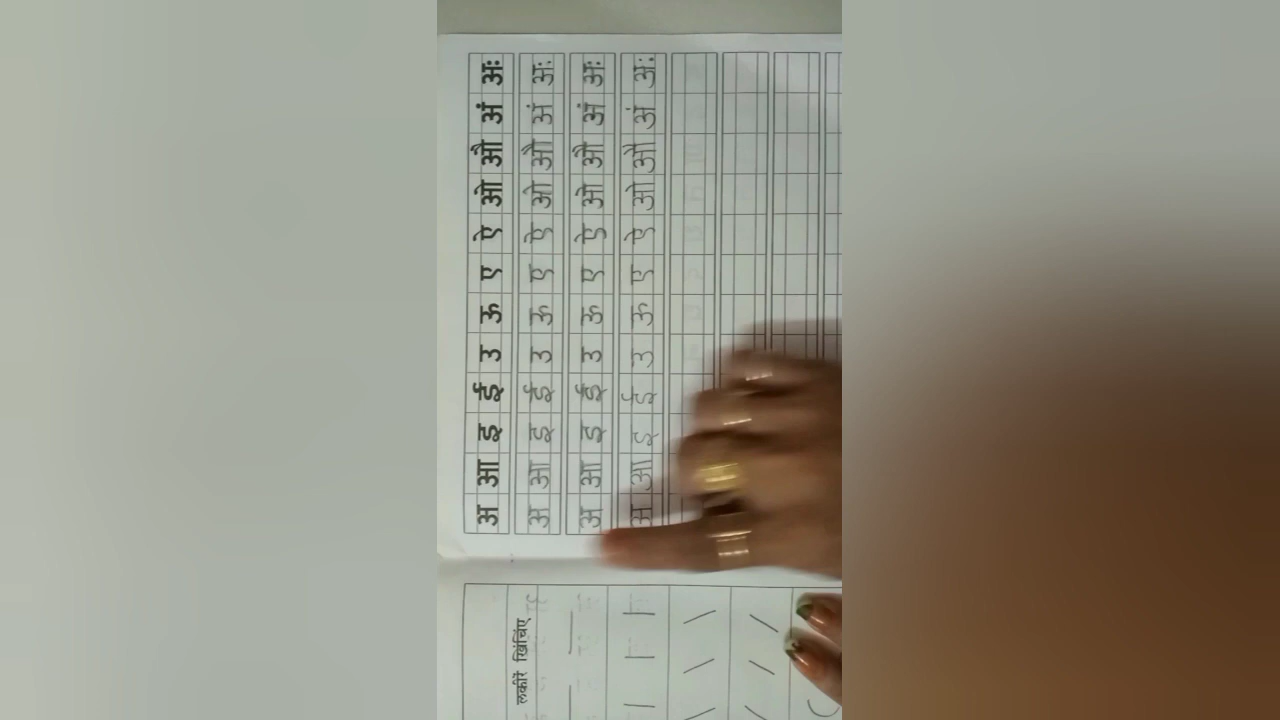 अ आ इ ई उ ऊ ए ऐ ओ औ अं अः
अ आ इ ई उ ऊ ए ऐ ओ औ अं अः
अ आ इ ई उ ऊ ए ऐ ओ औ अं अः
अ आ इ ई उ ऊ ए ऐ ओ औ अं अः
लकीरें खिंचिए